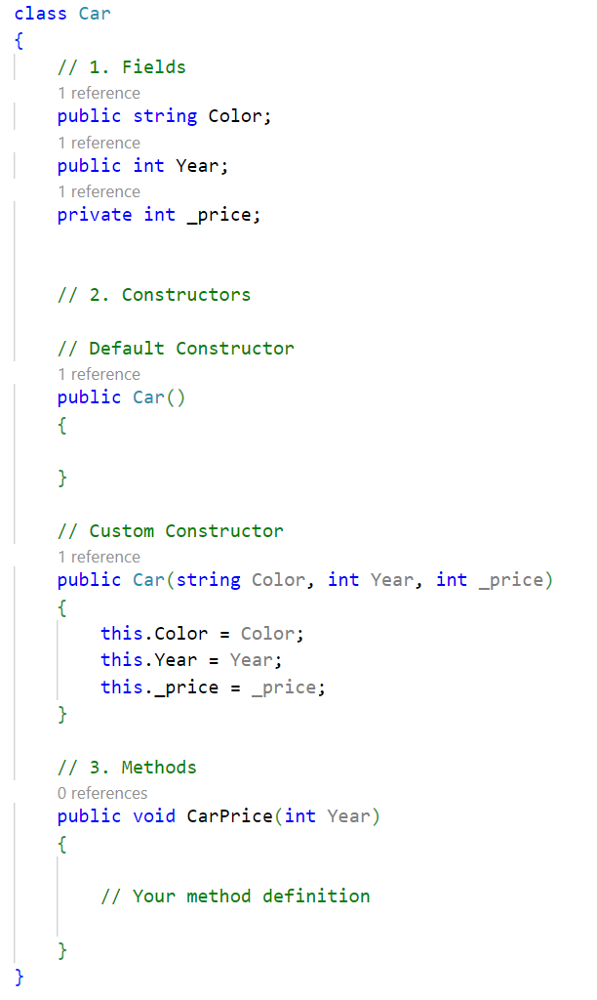 class Car
{
// 1. Fields
1 reference
public string Color;
1 reference
public int Year;
1 reference
private int _price;
// 2. Constructors
// Default Constructor
1 reference
public Car()
{
}
// Custom Constructor
1 reference
public Car(string Color, int Year, int _price)
{
this.Color = Color;
this.Year = Year;
this._price = _price;
}
// 3. Methods
0 references
public void CarPrice(int Year)
{
// Your method definition
}
}